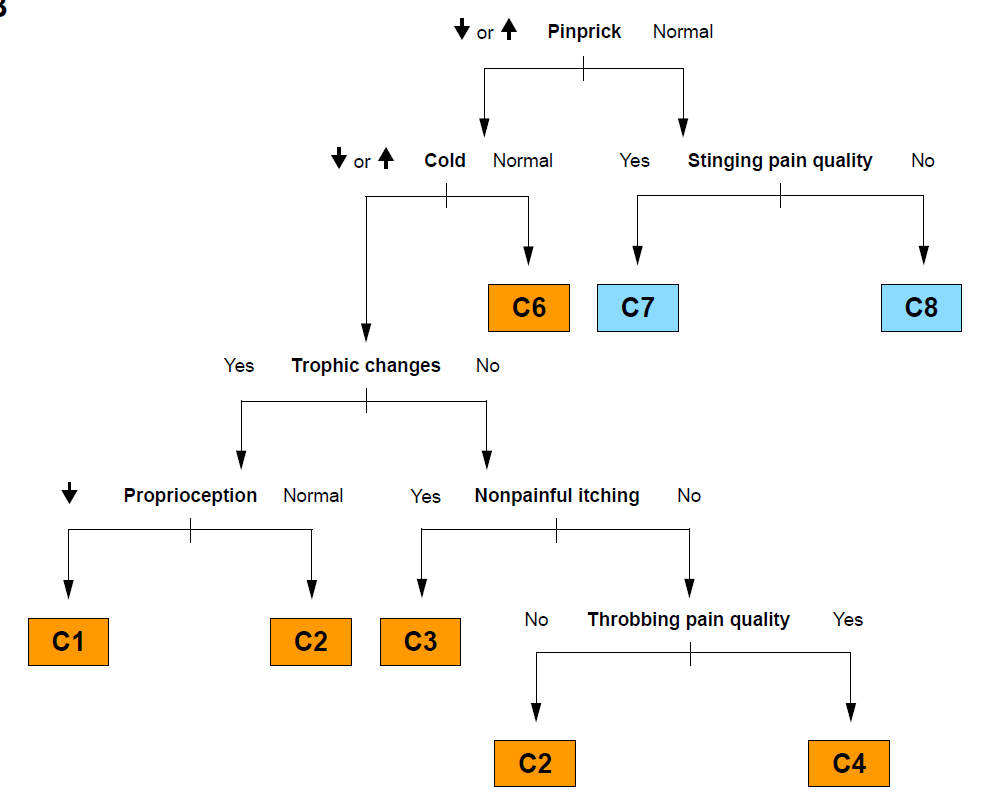 B
↓ or ↑ Pinprick Normal
↓ or ↑ Cold Normal
Yes Stinging pain quality No
C6
C7
C8
Yes Trophic changes No
↓ Proprioception Normal
Yes Nonpainful itching No
C1
C2
C3
No Throbbing pain quality Yes
C2
C4